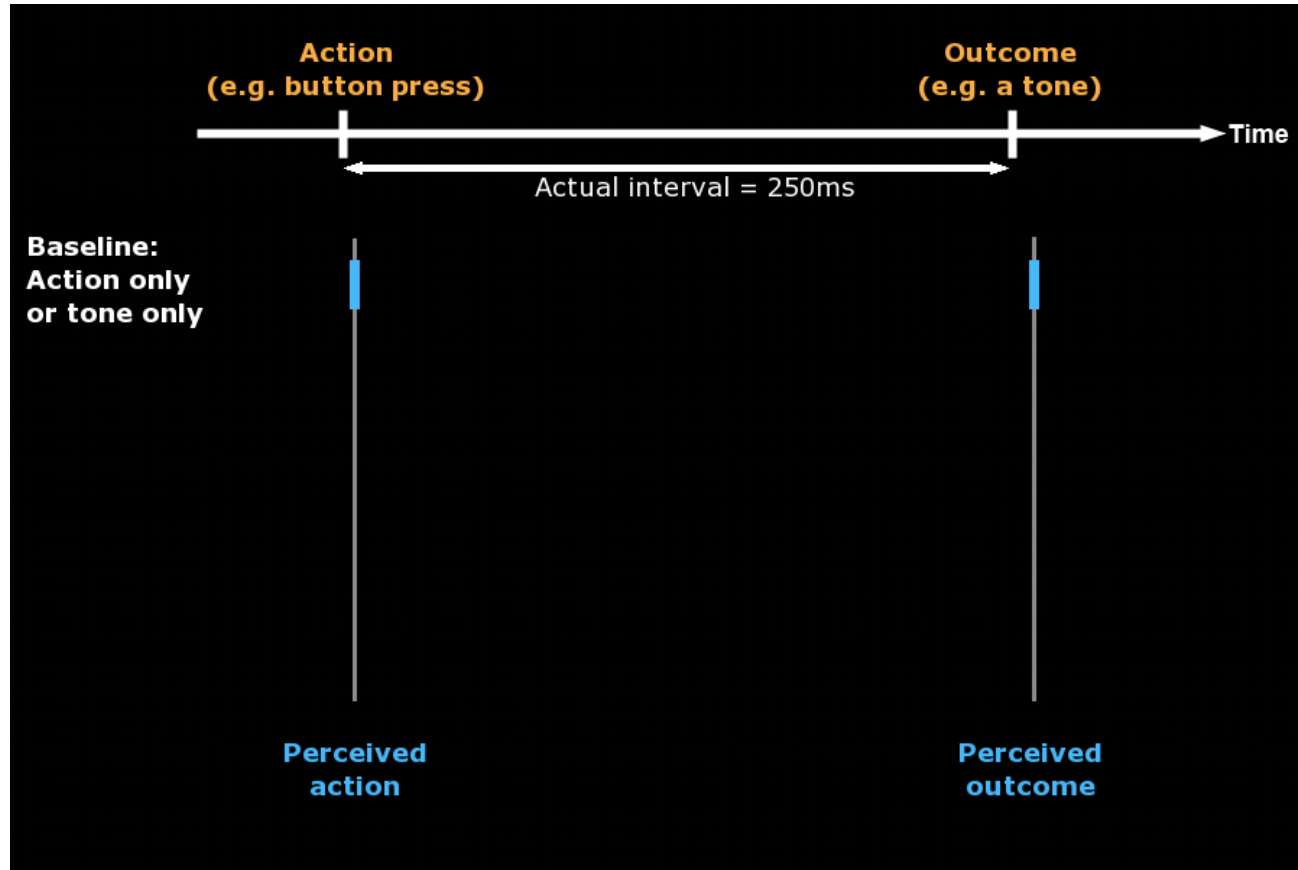 Action
(e.g. button press)
Outcome
(e.g. a tone)
Time
Actual interval = 250ms
Baseline:
Action only
or tone only
Perceived
action
Perceived
outcome